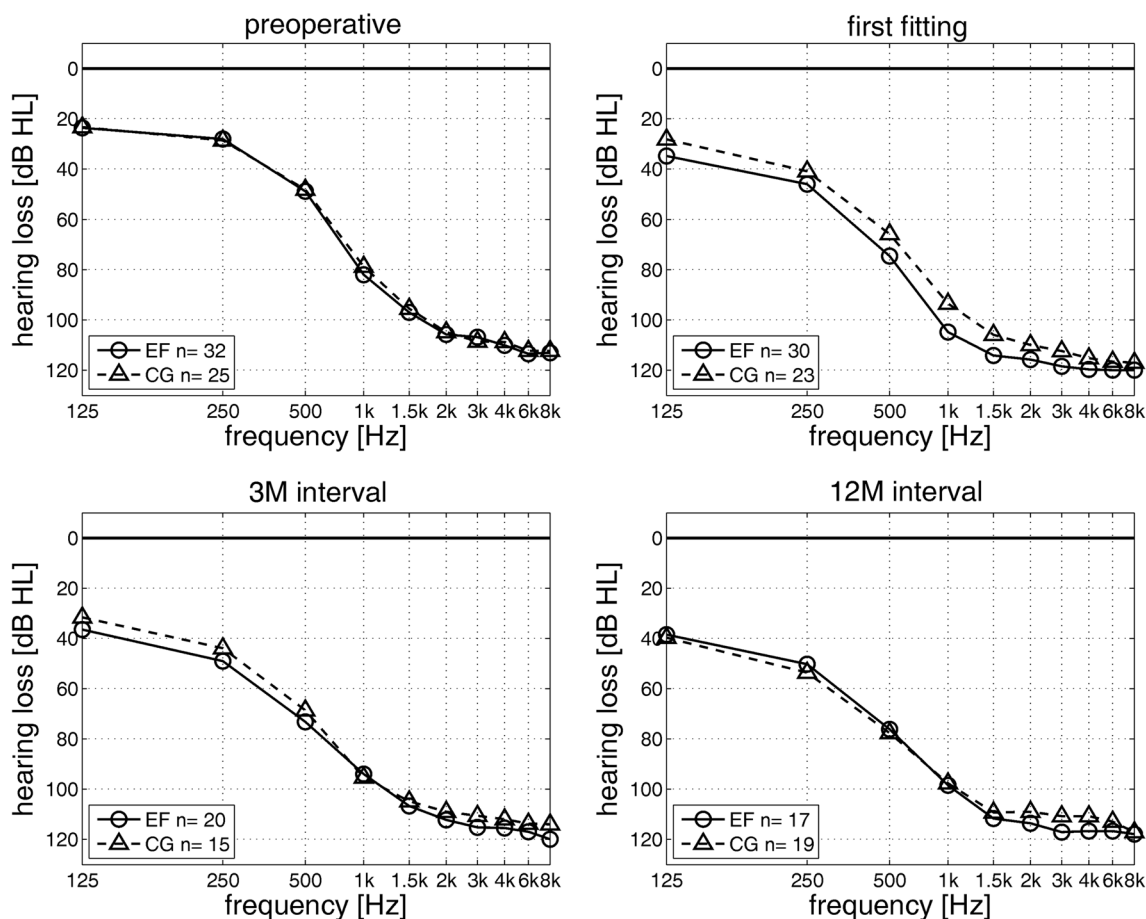 preoperative
hearing loss [dB HL]
0
20
40
60
80
100
120
EF n= 32
CG n= 25
125 250 500 1k 1.5k 2k 3k 4k 6k 8k
frequency [Hz]
first fitting
hearing loss [dB HL]
0
20
40
60
80
100
120
EF n= 30
CG n= 23
125 250 500 1k 1.5k 2k 3k 4k 6k 8k
frequency [Hz]
3M interval
hearing loss [dB HL]
0
20
40
60
80
100
120
EF n= 20
CG n= 15
125 250 500 1k 1.5k 2k 3k 4k 6k 8k
frequency [Hz]
12M interval
hearing loss [dB HL]
0
20
40
60
80
100
120
EF n= 17
CG n= 19
125 250 500 1k 1.5k 2k 3k 4k 6k 8k
frequency [Hz]